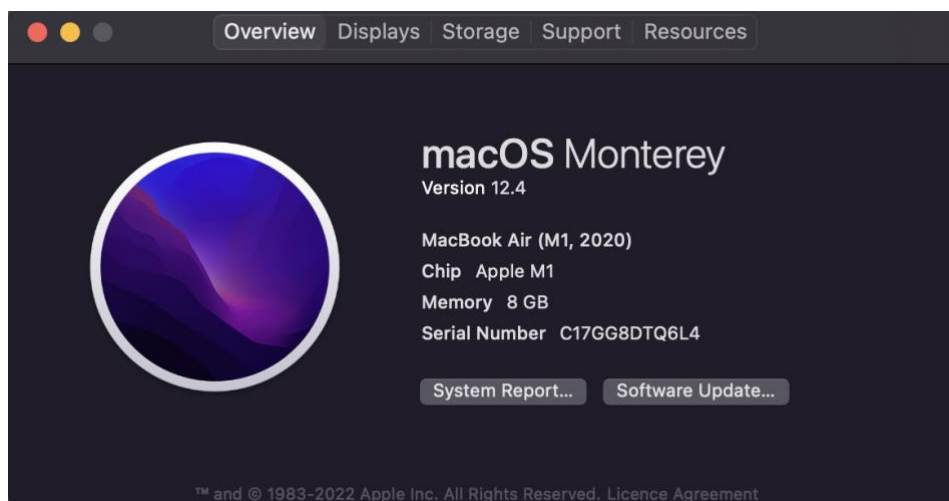 Overview Displays Storage Support Resources
macOS Monterey
Version 12.4
MacBook Air (M1, 2020)
Chip Apple M1
Memory 8 GB
Serial Number C17GG8DTQ6L4
System Report... Software Update...
™ and © 1983-2022 Apple Inc. All Rights Reserved. Licence Agreement